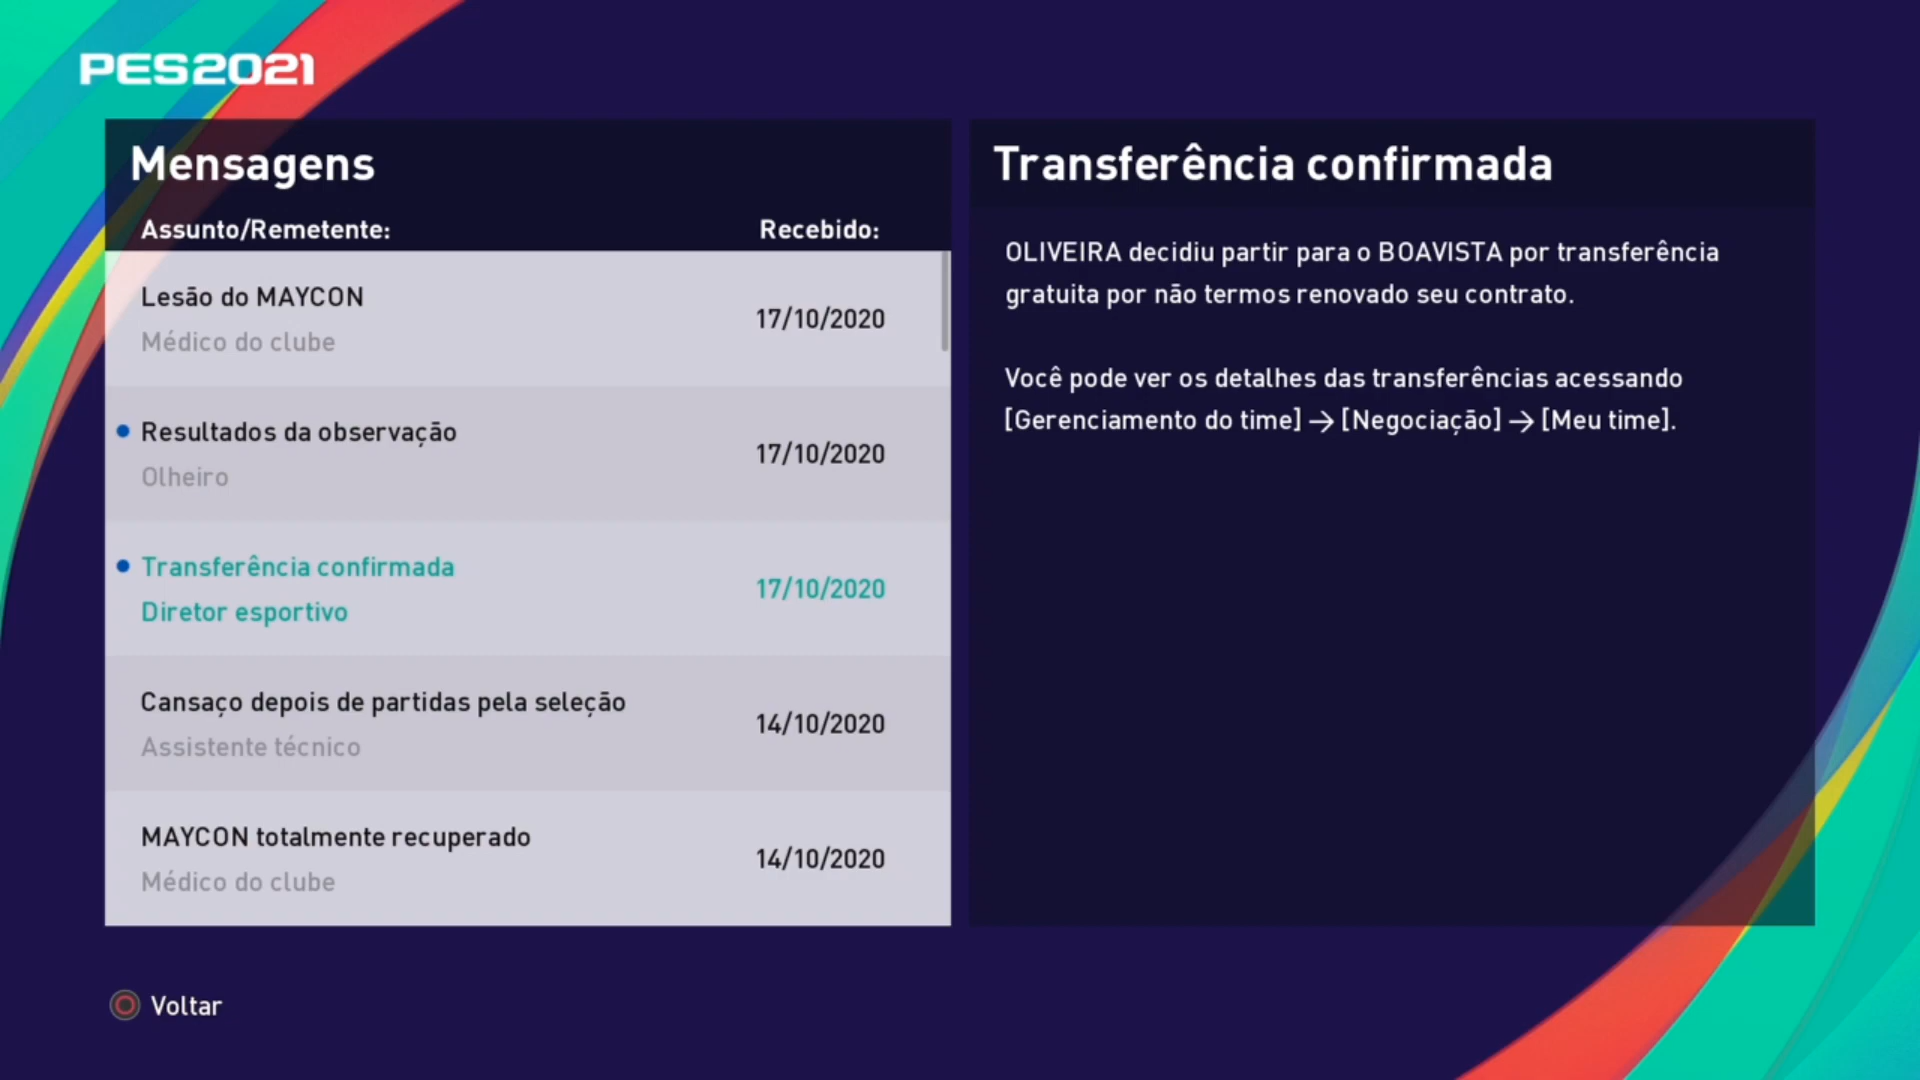 PES2021
Mensagens
Assunto/Remetente: Recebido:
Lesão do MAYCON
Médico do clube
17/10/2020
Resultados da observação
Olheiro
17/10/2020
Transferência confirmada
Diretor esportivo
17/10/2020
Cansaço depois de partidas pela seleção
Assistente técnico
14/10/2020
MAYCON totalmente recuperado
Médico do clube
14/10/2020
Transferência confirmada
OLIVEIRA decidiu partir para o BOAVISTA por transferência
gratuita por não termos renovado seu contrato.
Você pode ver os detalhes das transferências acessando
[Gerenciamento do time] → [Negociação] → [Meu time].
Voltar